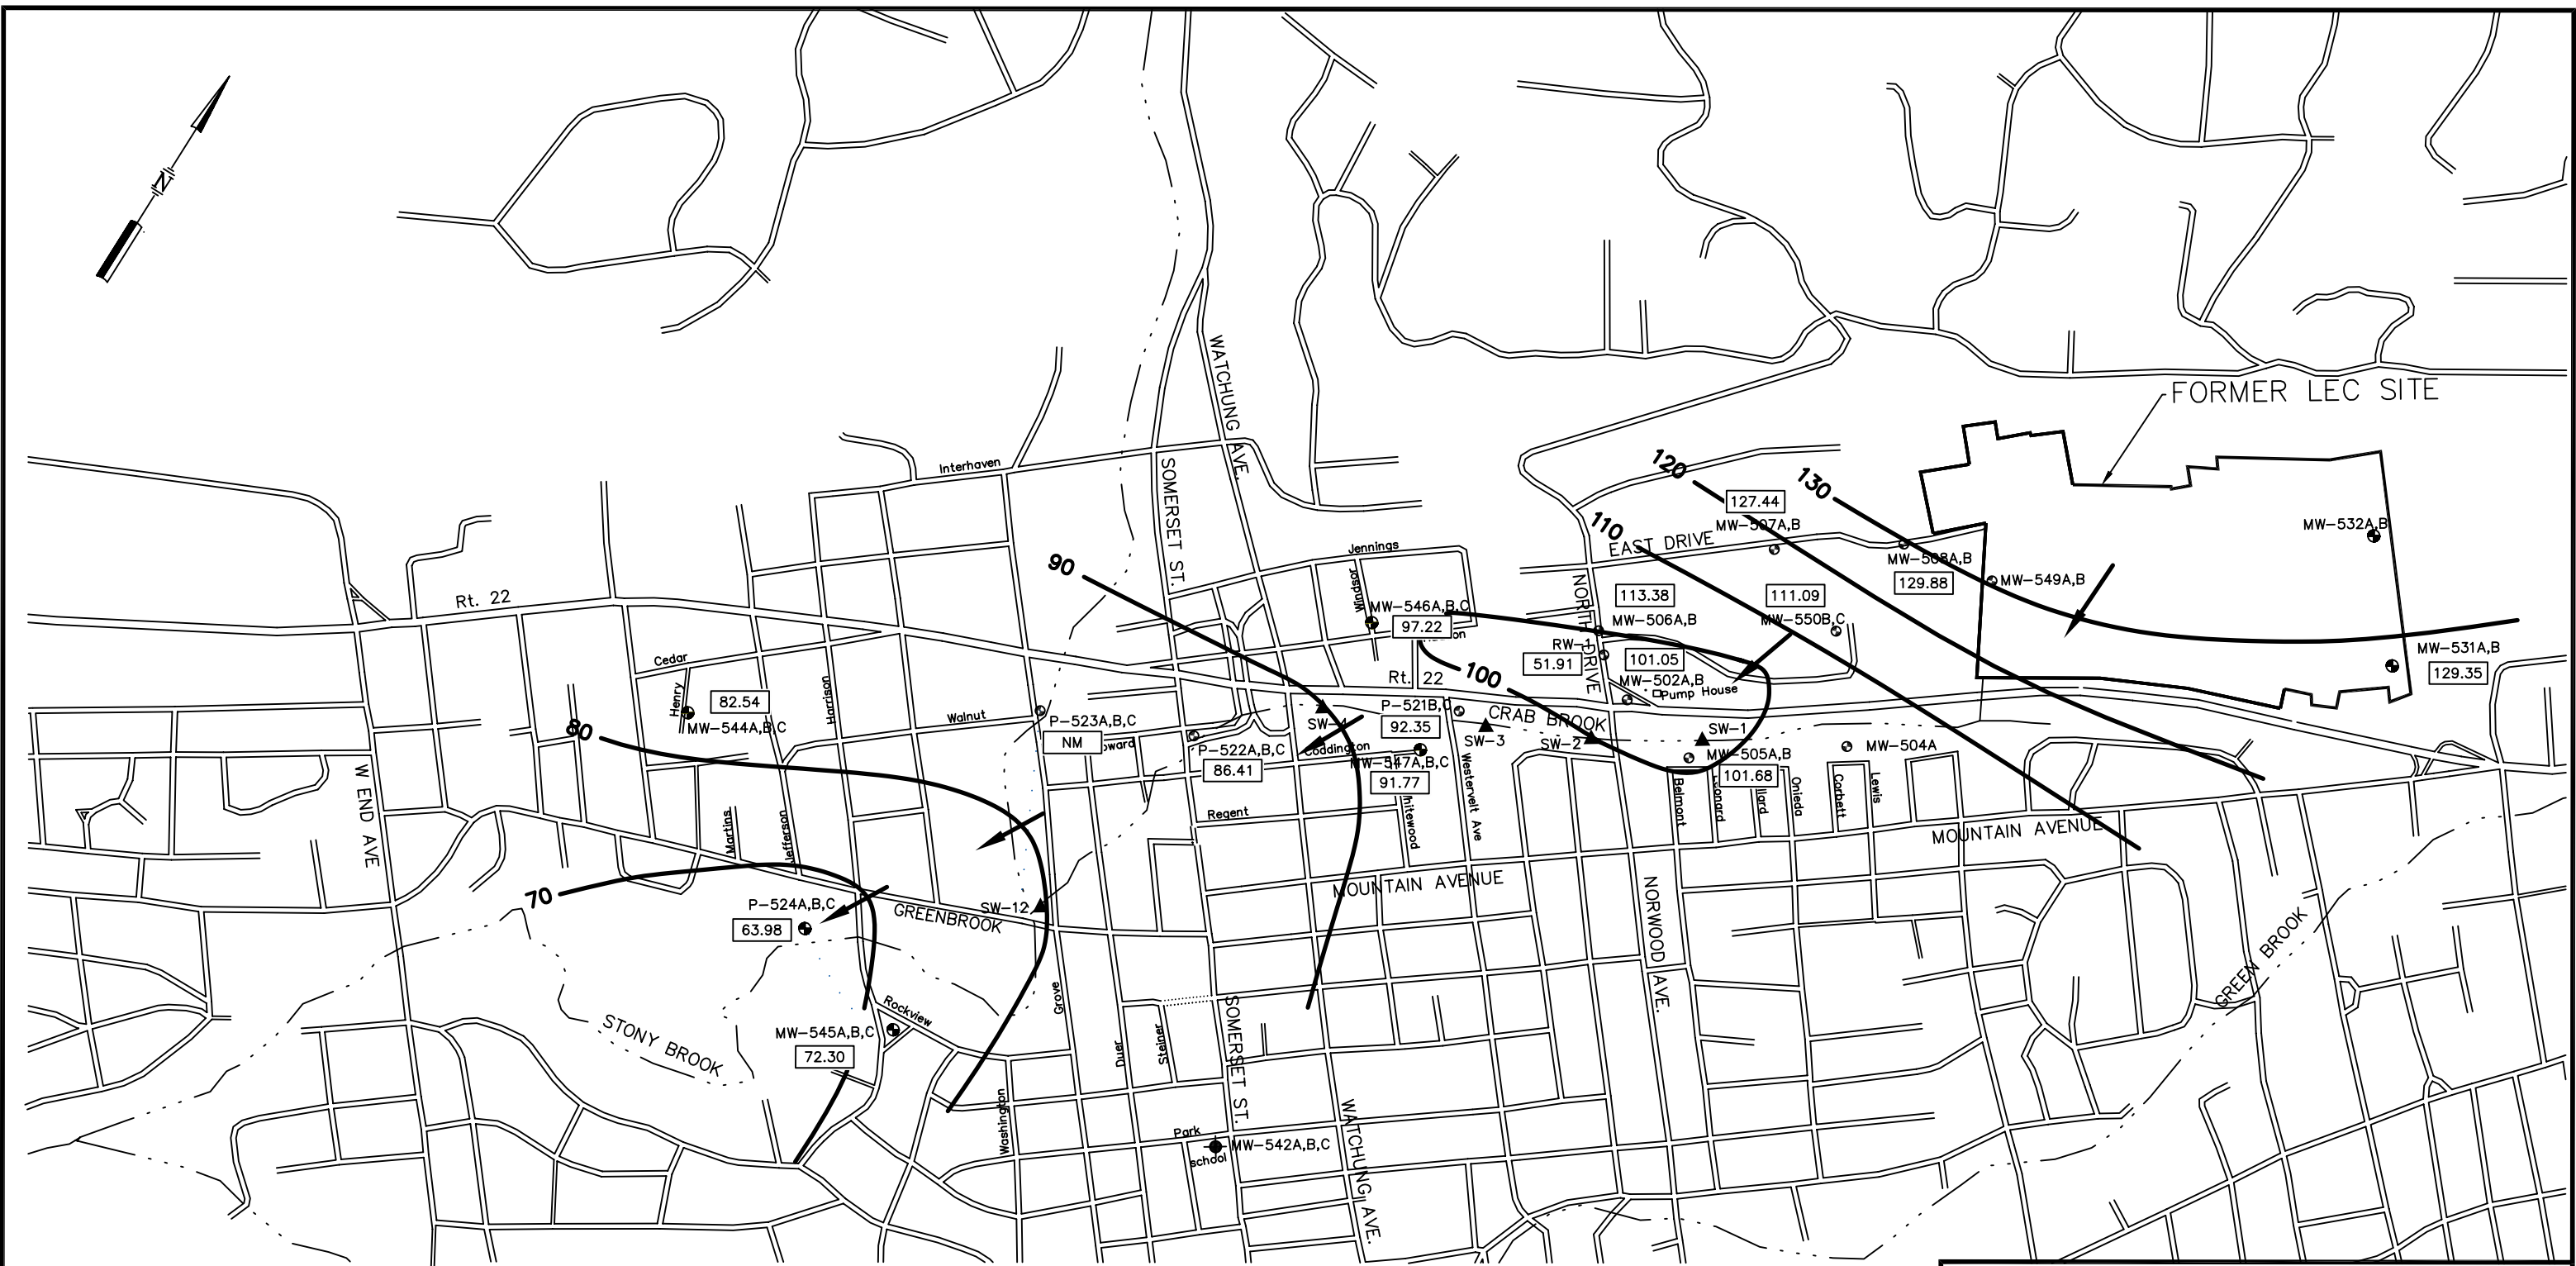 N
WATCHUNG AVE.
FORMER LEC SITE
SOMERSET ST.
Interhaven
120
130
127.44
MW-507A,B
MW-532A,B
110
EAST DRIVE
MW-508A,B
129.88
MW-549A,B
Jennings
90
Windsor
NORTH DRIVE
113.38
MW-506A,B
111.09
MW-550B,C
Rt. 22
MW-546A,B,C
97.22
RW-1
51.91
101.05
MW-502A,B
Pump House
MW-531A,B
129.35
Cedar
Henry
82.54
MW-544A,B,C
Harrison
Rt. 22
100
80
Walnut
P-523A,B,C
NM
SW-4
P-521B,C
92.35
CRAB BROOK
SW-3
SW-2
SW-1
MW-504A
P-522A,B,C
86.41
Coddington
MW-547A,B,C
91.77
MW-505A,B
101.68
W END AVE
Westervelt Ave
Belmont
Onieda
Corbett
Lewis
Martins
Jefferson
Regent
MOUNTAIN AVENUE
70
P-524A,B,C
63.98
GREENBROOK
SW-12
MOUNTAIN AVENUE
NORWOOD AVE.
GREEN BROOK
Rockview
Grove
MW-545A,B,C
72.30
STONY BROOK
Duer
Steiner
SOMERSET ST.
Washington
Park
school
MW-542A,B,C
WATCHUNG AVE.